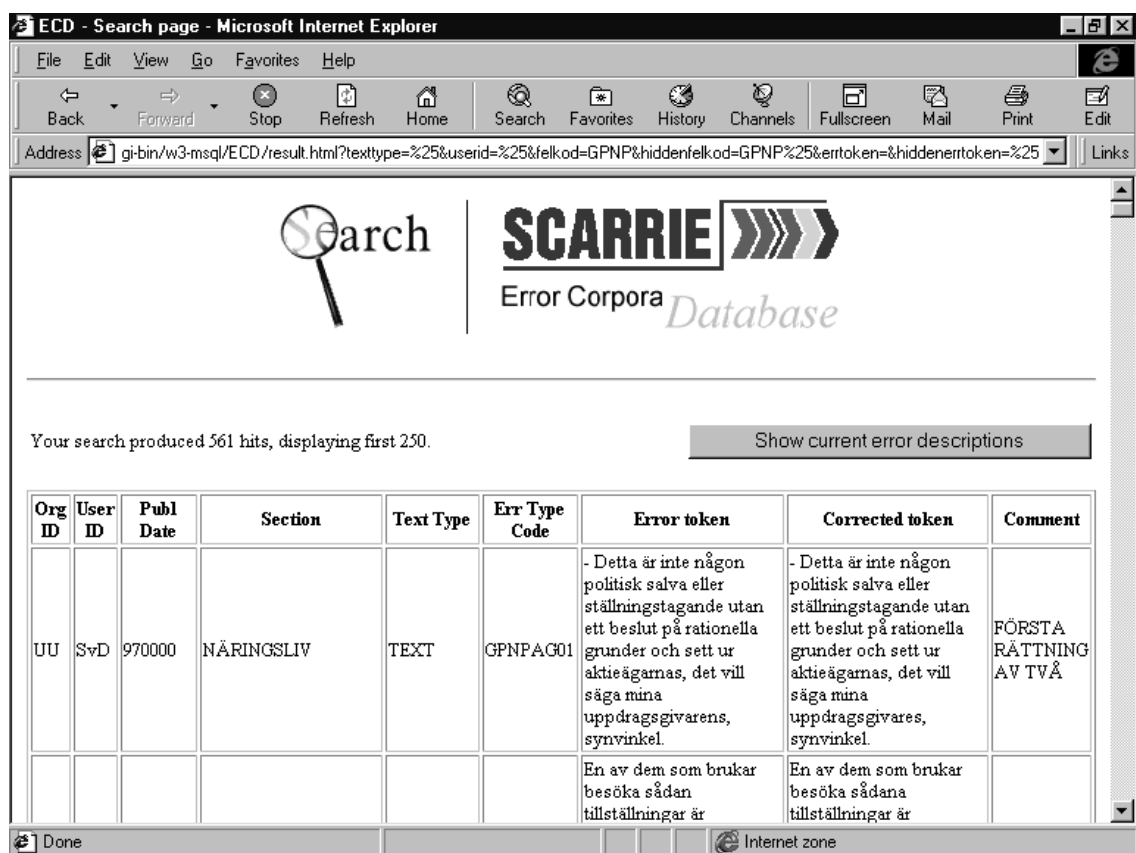 ECD - Search page - Microsoft Internet Explorer
File Edit View Go Favorites Help
Back Forward Stop Refresh Home Search Favorites History Channels Fullscreen Mail Print Edit
Address gi-bin/w3-msql/ECD/result.html?texttype=%25&userid=%25&felkod=GPNP&hiddenfelkod=GPNP%25&errtoken=&hiddenerrtoken=%25 Links
Search
SCARRIE
Error Corpora Database
Your search produced 561 hits, displaying first 250.
Show current error descriptions
Org ID User ID Publ Date Section Text Type Err Type Code Error token Corrected token Comment
UU SvD 970000 NÄRINGSLIV TEXT GPNPAG01
- Detta är inte någon
politisk salva eller
ställningstagande utan
ett beslut på rationella
grunder och sett ur
aktieägarnas, det vill
säga mina
uppdragsgivarens,
synvinkel.
- Detta är inte någon
politisk salva eller
ställningstagande utan
ett beslut på rationella
grunder och sett ur
aktieägarnas, det vill
säga mina
uppdragsgivares,
synvinkel.
FÖRSTA
RÄTTNING
AV TVÅ
En av dem som brukar
besöka sådan
tillställningar är
En av dem som brukar
besöka sådana
tillställningar är
Done
Internet zone